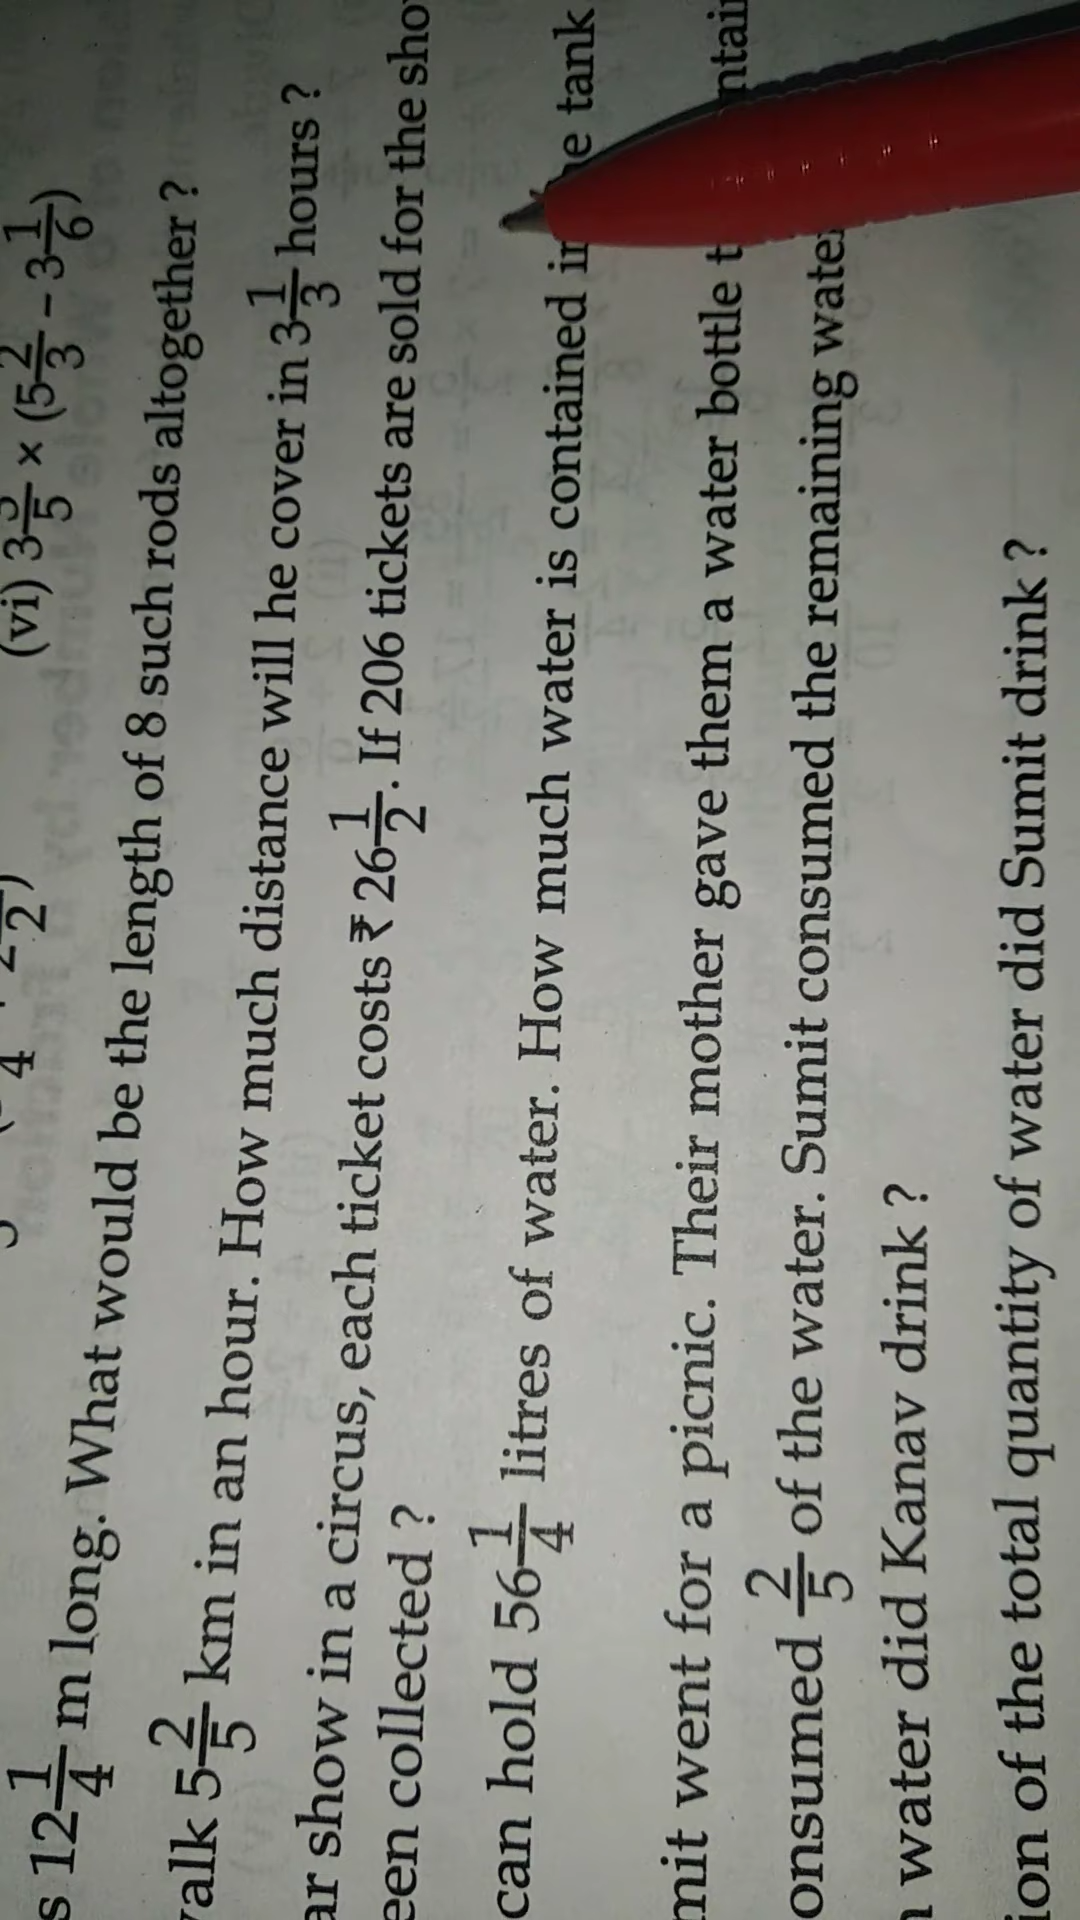 (vi) 3 /5 × (5 2/3 - 3 1/6)
s 12 1/4 m long. What would be the length of 8 such rods altogether ?
alk 5 2/5 km in an hour. How much distance will he cover in 3 1/3 hours ?
ar show in a circus, each ticket costs ₹ 26 1/2. If 206 tickets are sold for the sho
een collected ?
can hold 56 1/4 litres of water. How much water is contained in tank
mit went for a picnic. Their mother gave them a water bottle t ntain
onsumed 2/5 of the water. Sumit consumed the remaining water
water did Kanav drink ?
ion of the total quantity of water did Sumit drink ?